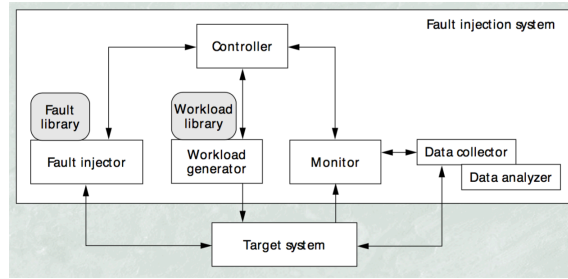 Fault injection system
Controller
Fault
library
Workload
library
Fault injector
Workload
generator
Monitor
Data collector
Data analyzer
Target system